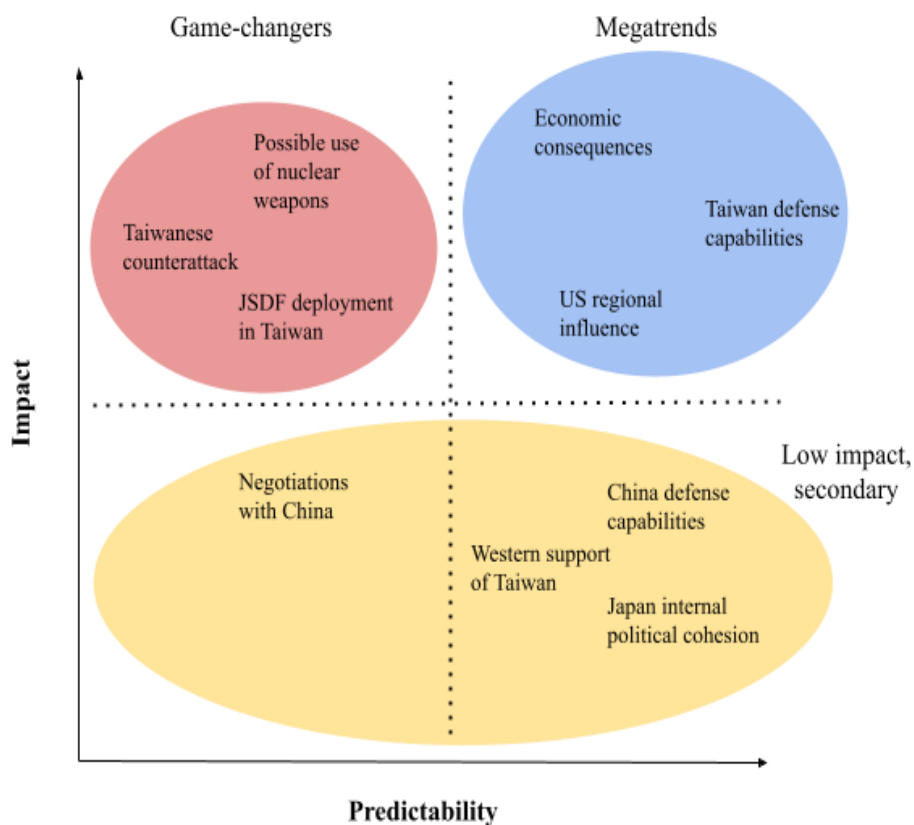 Game-changers
Megatrends
Possible use
of nuclear
weapons
Taiwanese
counterattack
JSDF deployment
in Taiwan
Economic
consequences
Taiwan defense
capabilities
US regional
influence
Impact
Low impact,
secondary
Negotiations
with China
China defense
capabilities
Western support
of Taiwan
Japan internal
political cohesion
Predictability